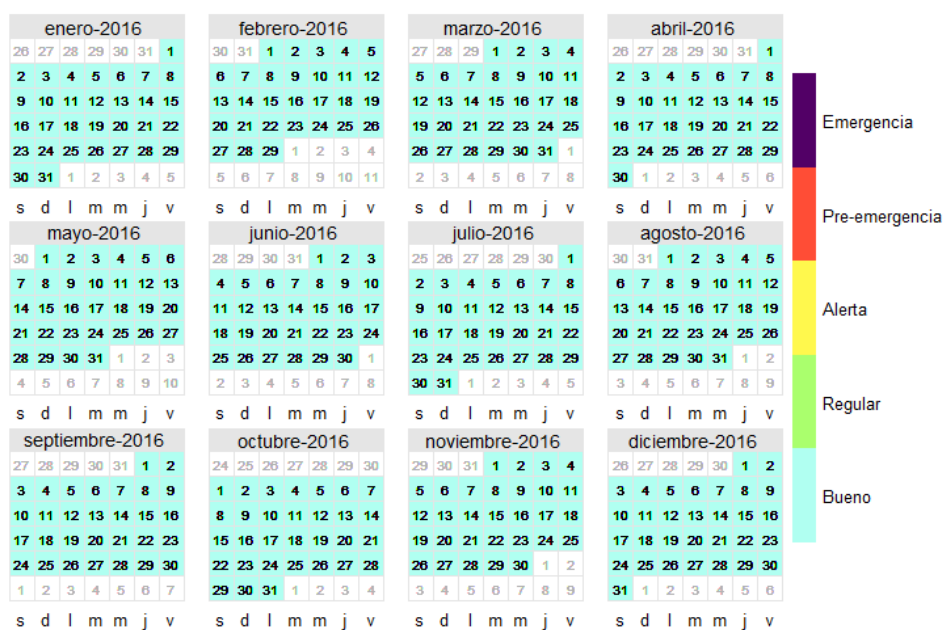 enero-2016 febrero-2016 marzo-2016 abril-2016
26 27 28 29 30 31 1 30 31 1 2 3 4 5 27 28 29 1 2 3 4 26 27 28 29 30 31 1
2 3 4 5 6 7 8 6 7 8 9 10 11 12 5 6 7 8 9 10 11 2 3 4 5 6 7 8
9 10 11 12 13 14 15 13 14 15 16 17 18 19 12 13 14 15 16 17 18 9 10 11 12 13 14 15
16 17 18 19 20 21 22 20 21 22 23 24 25 26 19 20 21 22 23 24 25 16 17 18 19 20 21 22
23 24 25 26 27 28 29 27 28 29 1 2 3 4 26 27 28 29 30 31 1 23 24 25 26 27 28 29
30 31 1 2 3 4 5 5 6 7 8 9 10 11 2 3 4 5 6 7 8 30 1 2 3 4 5 6
s d l m m j v s d l m m j v s d l m m j v s d l m m j v
mayo-2016 junio-2016 julio-2016 agosto-2016
30 1 2 3 4 5 6 28 29 30 31 1 2 3 25 26 27 28 29 30 1 30 31 1 2 3 4 5
7 8 9 10 11 12 13 4 5 6 7 8 9 10 2 3 4 5 6 7 8 6 7 8 9 10 11 12
14 15 16 17 18 19 20 11 12 13 14 15 16 17 9 10 11 12 13 14 15 13 14 15 16 17 18 19
21 22 23 24 25 26 27 18 19 20 21 22 23 24 16 17 18 19 20 21 22 20 21 22 23 24 25 26
28 29 30 31 1 2 3 25 26 27 28 29 30 1 23 24 25 26 27 28 29 27 28 29 30 31 1 2
4 5 6 7 8 9 10 2 3 4 5 6 7 8 30 31 1 2 3 4 5 3 4 5 6 7 8 9
s d l m m j v s d l m m j v s d l m m j v s d l m m j v
septiembre-2016 octubre-2016 noviembre-2016 diciembre-2016
27 28 29 30 31 1 2 24 25 26 27 28 29 30 29 30 31 1 2 3 4 26 27 28 29 30 1 2
3 4 5 6 7 8 9 1 2 3 4 5 6 7 5 6 7 8 9 10 11 3 4 5 6 7 8 9
10 11 12 13 14 15 16 8 9 10 11 12 13 14 12 13 14 15 16 17 18 10 11 12 13 14 15 16
17 18 19 20 21 22 23 15 16 17 18 19 20 21 19 20 21 22 23 24 25 17 18 19 20 21 22 23
24 25 26 27 28 29 30 22 23 24 25 26 27 28 26 27 28 29 30 1 2 24 25 26 27 28 29 30
1 2 3 4 5 6 7 29 30 31 1 2 3 4 3 4 5 6 7 8 9 31 1 2 3 4 5 6
s d l m m j v s d l m m j v s d l m m j v s d l m m j v
Emergencia
Pre-emergencia
Alerta
Regular
Bueno